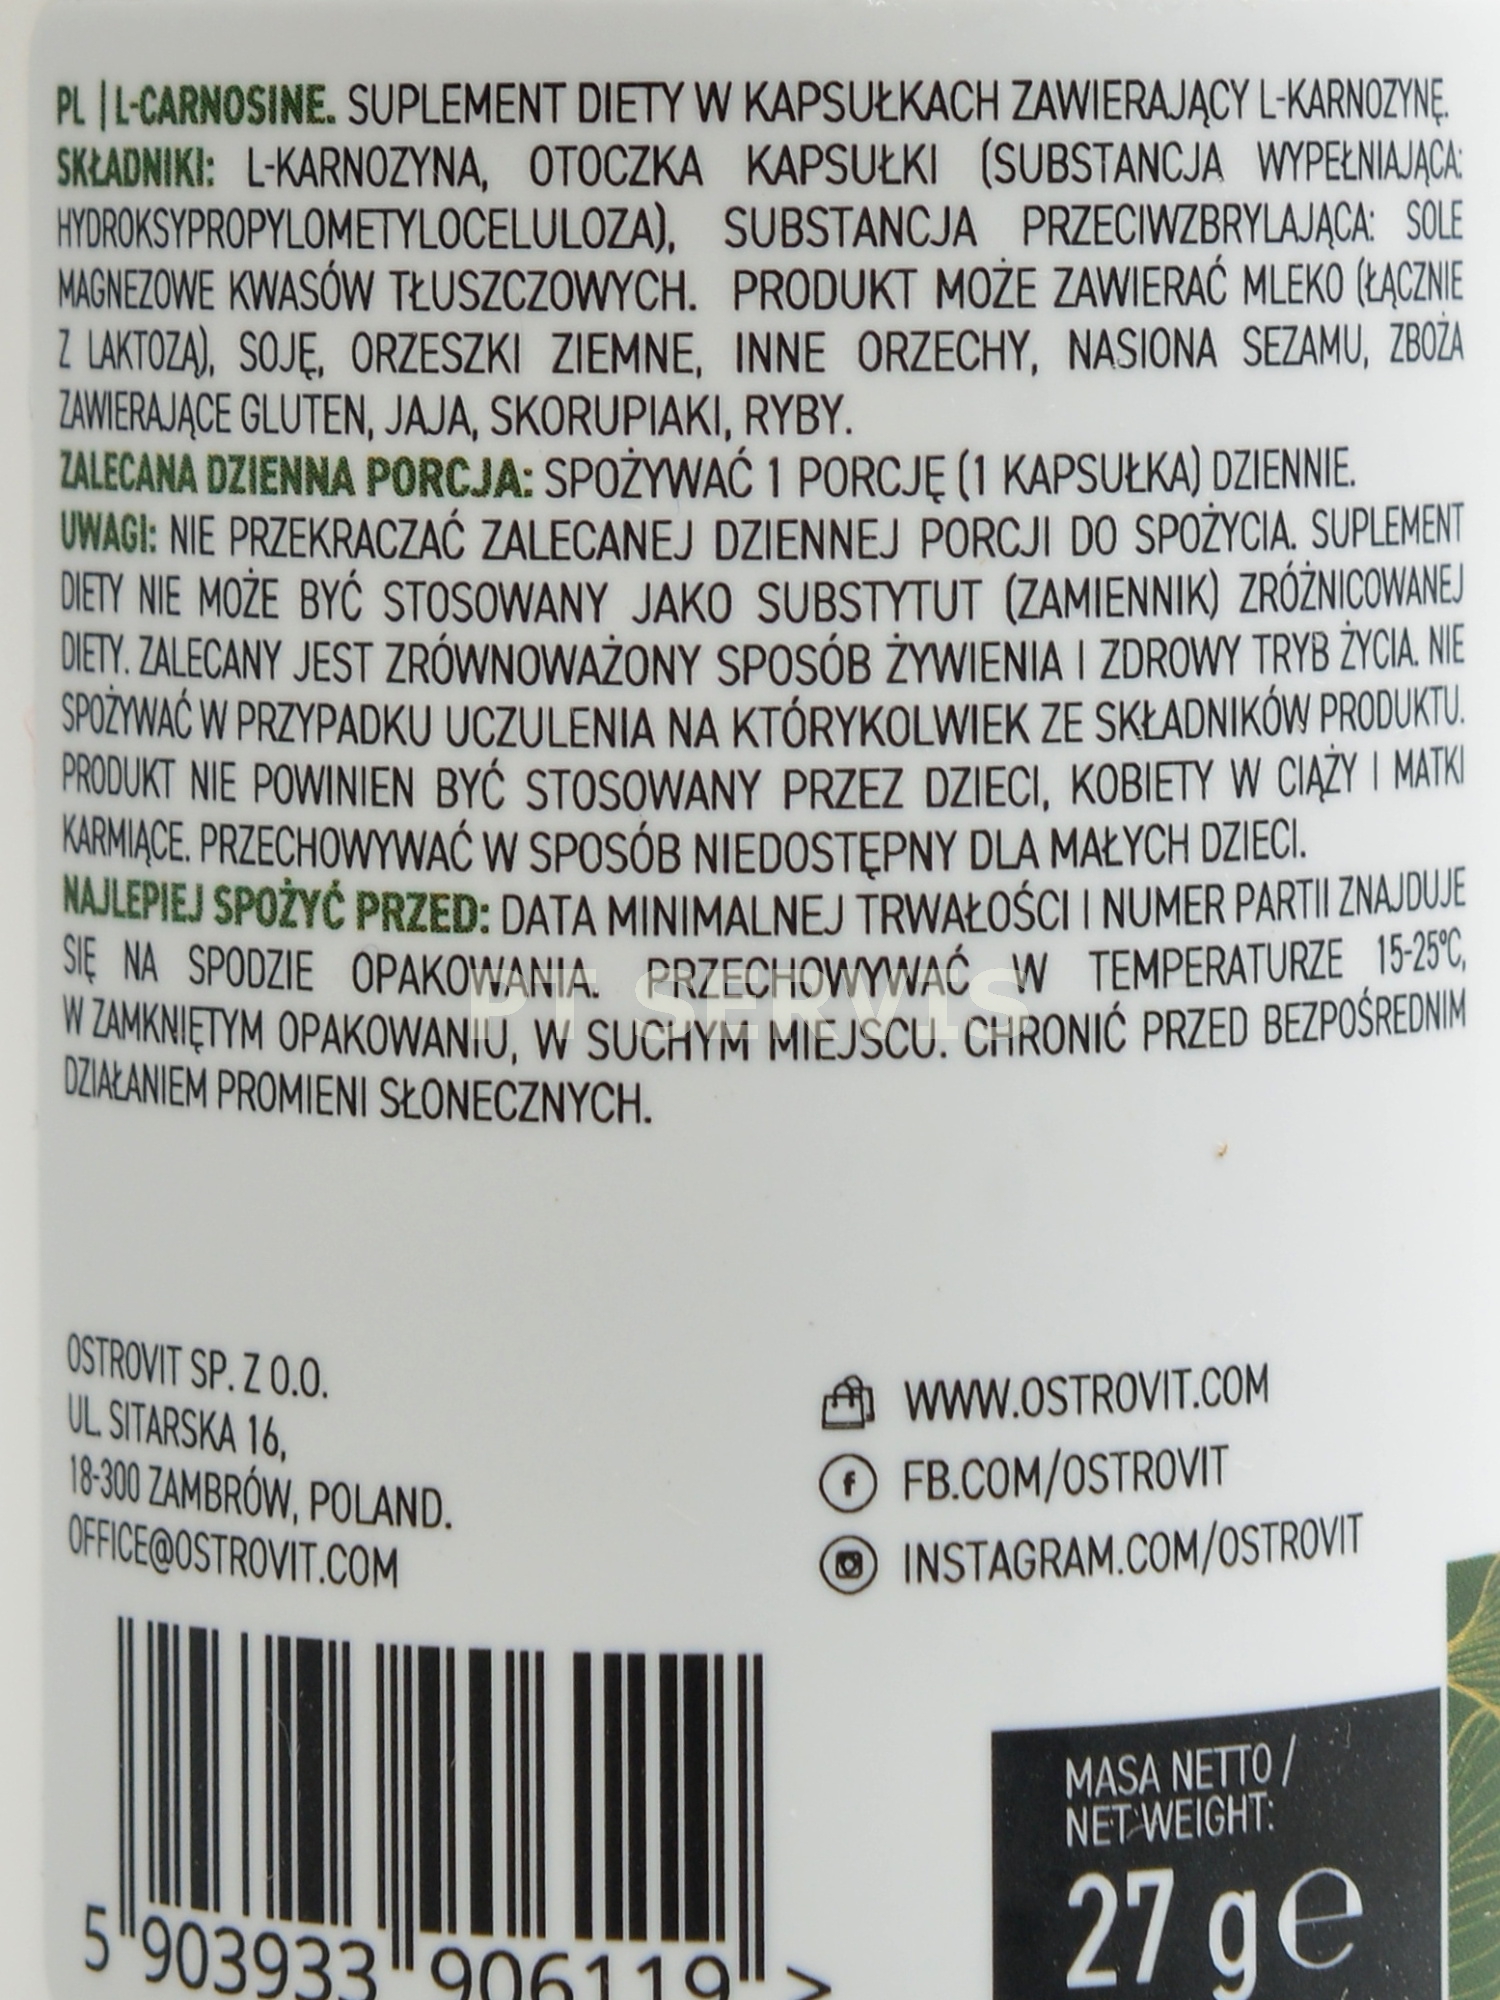 PL | L-CARNOSINE. SUPLEMENT DIETY W KAPSUŁKACH ZAWIERAJĄCY L-KARNOZYNĘ.
SKŁADNIKI: L-KARNOZYNA, OTOCZKA KAPSUŁKI (SUBSTANCJA WYPEŁNIAJĄCA:
HYDROKSYPROPYLOMETYLOCELULOZA), SUBSTANCJA PRZECIWZBRYLAJĄCA: SOLE
MAGNEZOWE KWASÓW TŁUSZCZOWYCH. PRODUKT MOŻE ZAWIERAĆ MLEKO (ŁĄCZNIE
Z LAKTOZĄ), SOJĘ, ORZESZKI ZIEMNE, INNE ORZECHY, NASIONA SEZAMU, ZBOŻA
ZAWIERAJĄCE GLUTEN, JAJA, SKORUPIAKI, RYBY.
ZALECANA DZIENNA PORCJA: SPOŻYWAĆ 1 PORCJĘ (1 KAPSUŁKA) DZIENNIE.
UWAGI: NIE PRZEKRACZAĆ ZALECANEJ DZIENNEJ PORCJI DO SPOŻYCIA. SUPLEMENT
DIETY NIE MOŻE BYĆ STOSOWANY JAKO SUBSTYTUT (ZAMIENNIK) ZRÓŻNICOWANEJ
DIETY. ZALECANY JEST ZRÓWNOWAŻONY SPOSÓB ŻYWIENIA I ZDROWY TRYB ŻYCIA. NIE
SPOŻYWAĆ W PRZYPADKU UCZULENIA NA KTÓRYKOLWIEK ZE SKŁADNIKÓW PRODUKTU.
PRODUKT NIE POWINIEN BYĆ STOSOWANY PRZEZ DZIECI, KOBIETY W CIĄŻY I MATKI
KARMIĄCE. PRZECHOWYWAĆ W SPOSÓB NIEDOSTĘPNY DLA MAŁYCH DZIECI.
NAJLEPIEJ SPOŻYĆ PRZED: DATA MINIMALNEJ TRWAŁOŚCI I NUMER PARTII ZNAJDUJE
SIĘ NA SPODZIE OPAKOWANIA. PRZECHOWYWAĆ W TEMPERATURZE 15-25°C,
W ZAMKNIĘTYM OPAKOWANIU, W SUCHYM MIEJSCU. CHRONIĆ PRZED BEZPOŚREDNIM
DZIAŁANIEM PROMIENI SŁONECZNYCH.
PT SERVIS
OSTROVIT SP. Z O.O.
UL. SITARSKA 16,
18-300 ZAMBRÓW, POLAND.
OFFICE@OSTROVIT.COM
WWW.OSTROVIT.COM
FB.COM/OSTROVIT
INSTAGRAM.COM/OSTROVIT
5 903933 906119 >
MASA NETTO /
NET WEIGHT:
27 g ℮